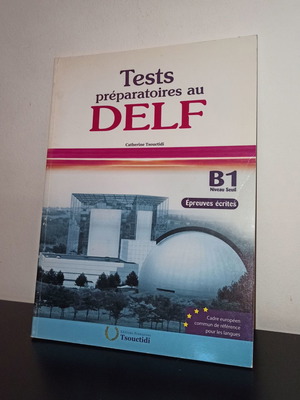 Tests
préparatoires au
DELF
Catherine Tsouctidi
B1
Niveau Seuil
Épreuves écrites
Cadre européen
commun de référence
pour les langues
Tsouctidi